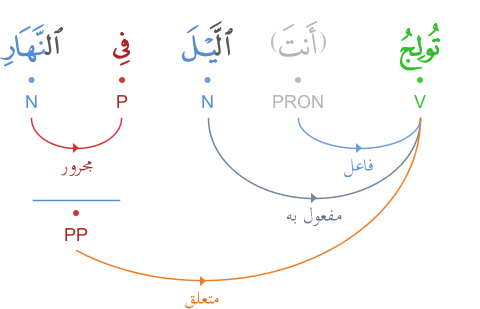 تُولِجُ (أَنتَ) ٱلَّيْلَ فِي ٱلنَّهَارِ
V PRON N P N
فاعل
مجرور
مفعول به
PP
متعلق